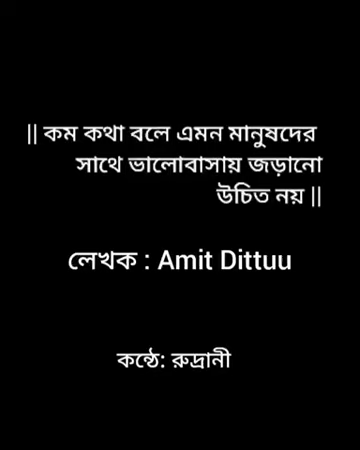 || কম কথা বলে এমন মানুষদের
সাথে ভালোবাসায় জড়ানো
উচিত নয় ||
লেখক : Amit Dittuu
কন্ঠে: রুদ্রানী